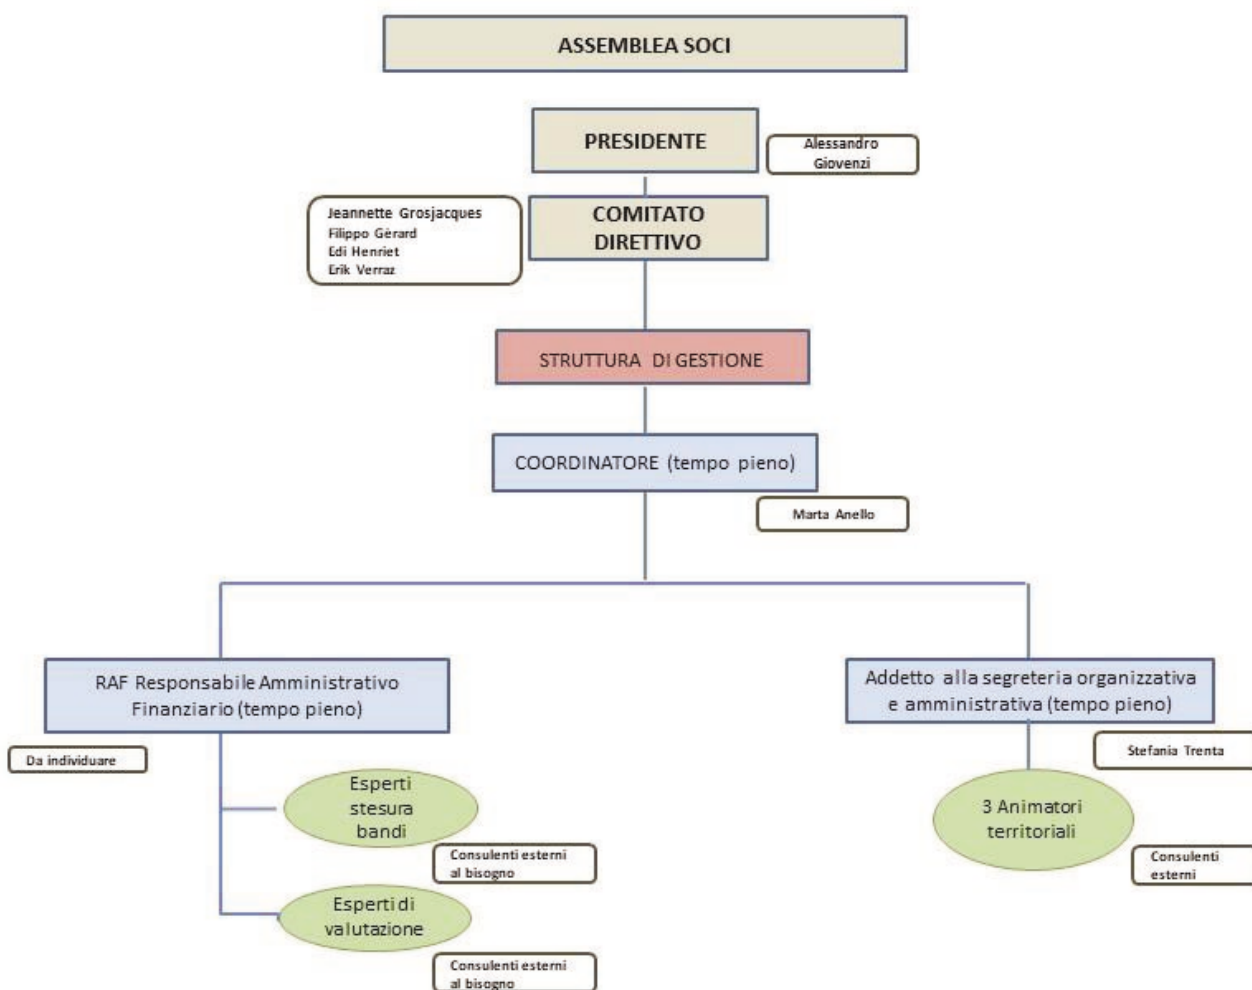 ASSEMBLEA SOCI
PRESIDENTE
Alessandro
Giovenzi
Jeannette Grosjacques
Filippo Gèrard
Edi Henriet
Erik Verraz
COMITATO
DIRETTIVO
STRUTTURA DI GESTIONE
COORDINATORE (tempo pieno)
Marta Anello
RAF Responsabile Amministrativo
Finanziario (tempo pieno)
Da individuare
Esperti
stesura
bandi
Consulenti esterni
al bisogno
Esperti di
valutazione
Consulenti esterni
al bisogno
Addetto alla segreteria organizzativa
e amministrativa (tempo pieno)
Stefania Trenta
3 Animatori
territoriali
Consulenti
esterni